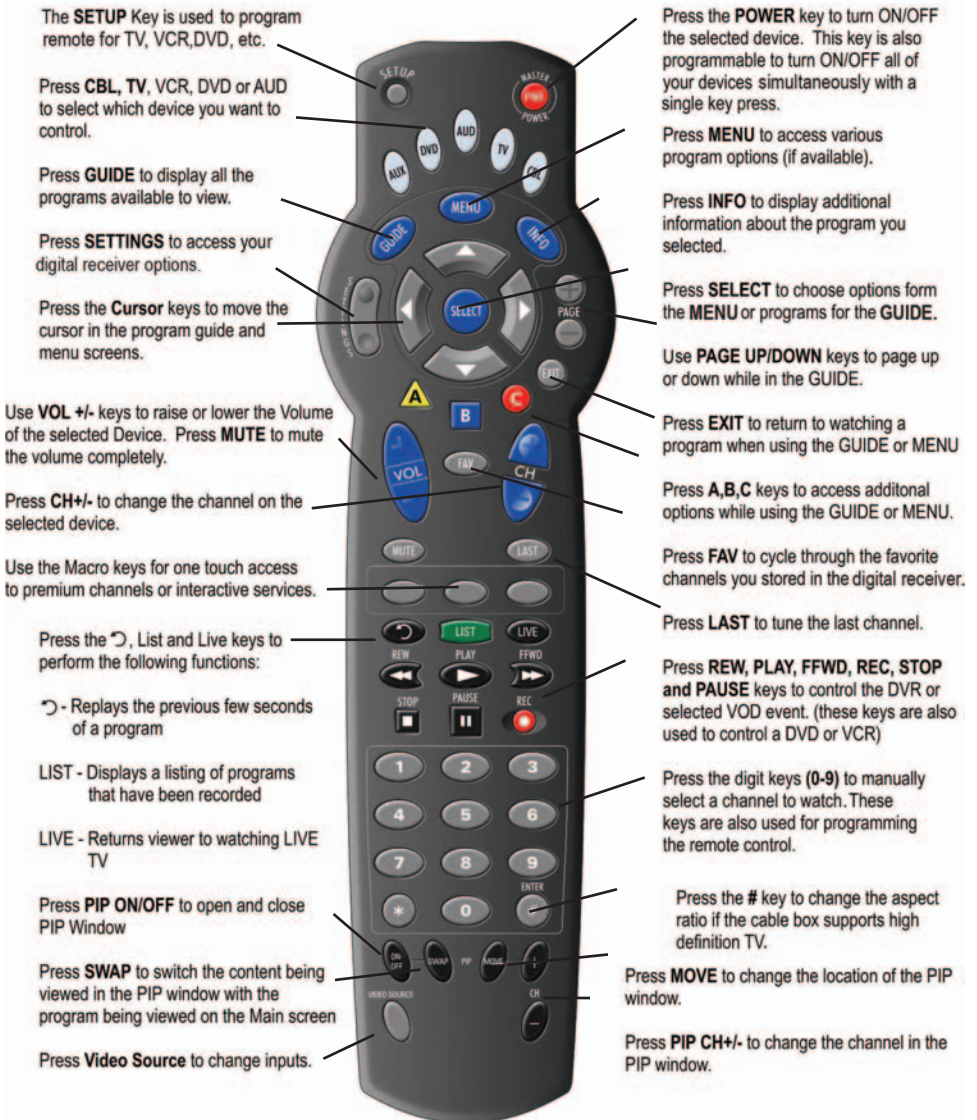 The SETUP Key is used to program
remote for TV, VCR,DVD, etc.
Press CBL, TV, VCR, DVD or AUD
to select which device you want to
control.
Press GUIDE to display all the
programs available to view.
Press SETTINGS to access your
digital receiver options.
Press the Cursor keys to move the
cursor in the program guide and
menu screens.
Use VOL +/- keys to raise or lower the Volume
of the selected Device. Press MUTE to mute
the volume completely.
Press CH+/- to change the channel on the
selected device.
Use the Macro keys for one touch access
to premium channels or interactive services.
Press the ⮌, List and Live keys to
perform the following functions:
⮌ - Replays the previous few seconds
of a program
LIST - Displays a listing of programs
that have been recorded
LIVE - Returns viewer to watching LIVE
TV
Press PIP ON/OFF to open and close
PIP Window
Press SWAP to switch the content being
viewed in the PIP window with the
program being viewed on the Main screen
Press Video Source to change inputs.
SETUP
MASTER
POWER
AUX
DVD
AUD
TV
CBL
GUIDE
MENU
INFO
SETTINGS
SELECT
+
PAGE
-
EXIT
A
B
C
VOL
FAV
CH
MUTE
LAST
LIST
LIVE
REW
PLAY
FFWD
STOP
PAUSE
REC
1 2 3
4 5 6
7 8 9
ENTER
* 0 #
ON-
OFF
SWAP
PIP
MOVE
+
VIDEO SOURCE
CH
-
Press the POWER key to turn ON/OFF
the selected device. This key is also
programmable to turn ON/OFF all of
your devices simultaneously with a
single key press.
Press MENU to access various
program options (if available).
Press INFO to display additional
information about the program you
selected.
Press SELECT to choose options form
the MENU or programs for the GUIDE.
Use PAGE UP/DOWN keys to page up
or down while in the GUIDE.
Press EXIT to return to watching a
program when using the GUIDE or MENU
Press A,B,C keys to access additonal
options while using the GUIDE or MENU.
Press FAV to cycle through the favorite
channels you stored in the digital receiver.
Press LAST to tune the last channel.
Press REW, PLAY, FFWD, REC, STOP
and PAUSE keys to control the DVR or
selected VOD event. (these keys are also
used to control a DVD or VCR)
Press the digit keys (0-9) to manually
select a channel to watch. These
keys are also used for programming
the remote control.
Press the # key to change the aspect
ratio if the cable box supports high
definition TV.
Press MOVE to change the location of the PIP
window.
Press PIP CH+/- to change the channel in the
PIP window.